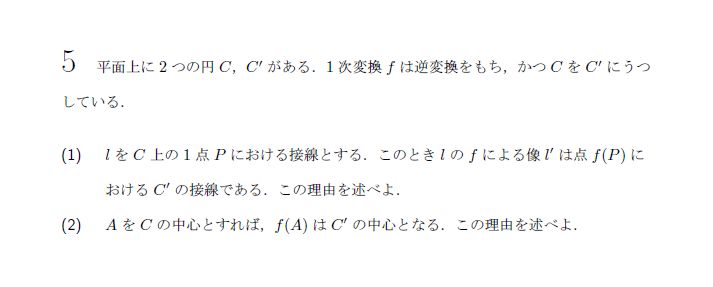 5 平面上に 2 つの円 C，C′ がある．1 次変換 f は逆変換をもち，かつ C を C′ にうつ
している．
(1) l を C 上の 1 点 P における接線とする．このとき l の f による像 l′ は点 f(P) に
おける C′ の接線である．この理由を述べよ．
(2) A を C の中心とすれば，f(A) は C′ の中心となる．この理由を述べよ．